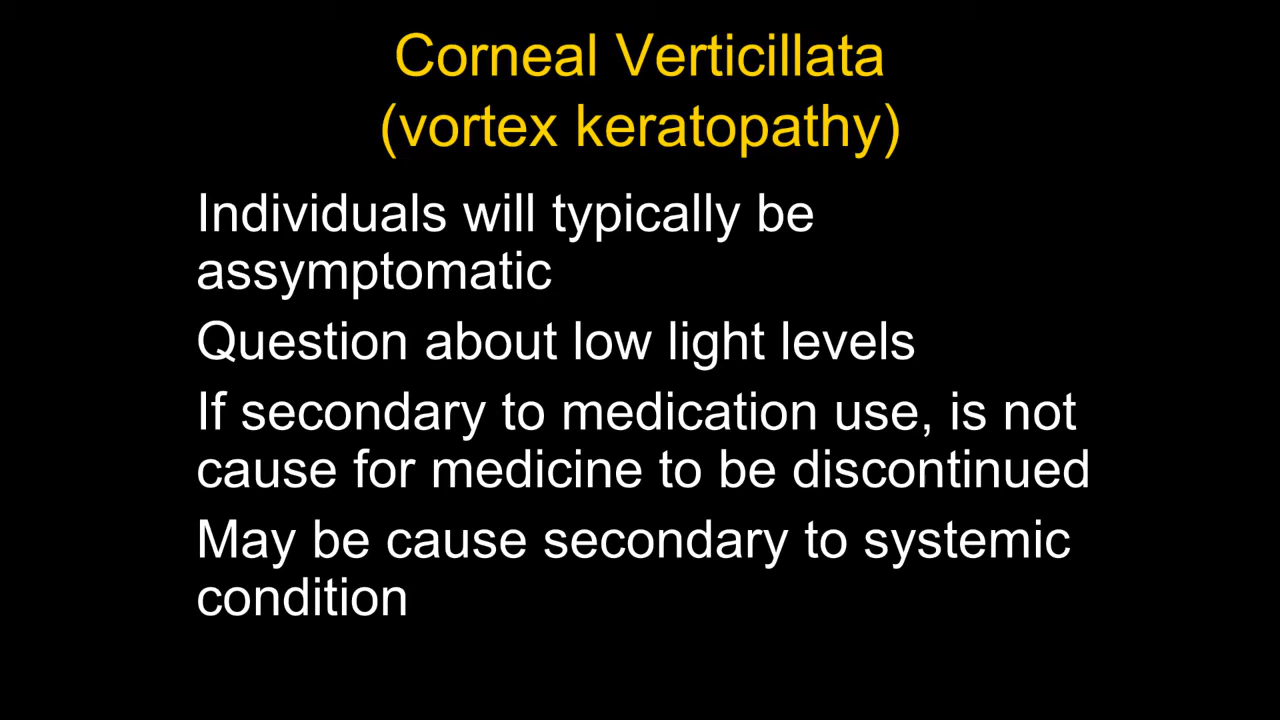 Corneal Verticillata
(vortex keratopathy)
Individuals will typically be
assymptomatic
Question about low light levels
If secondary to medication use, is not
cause for medicine to be discontinued
May be cause secondary to systemic
condition